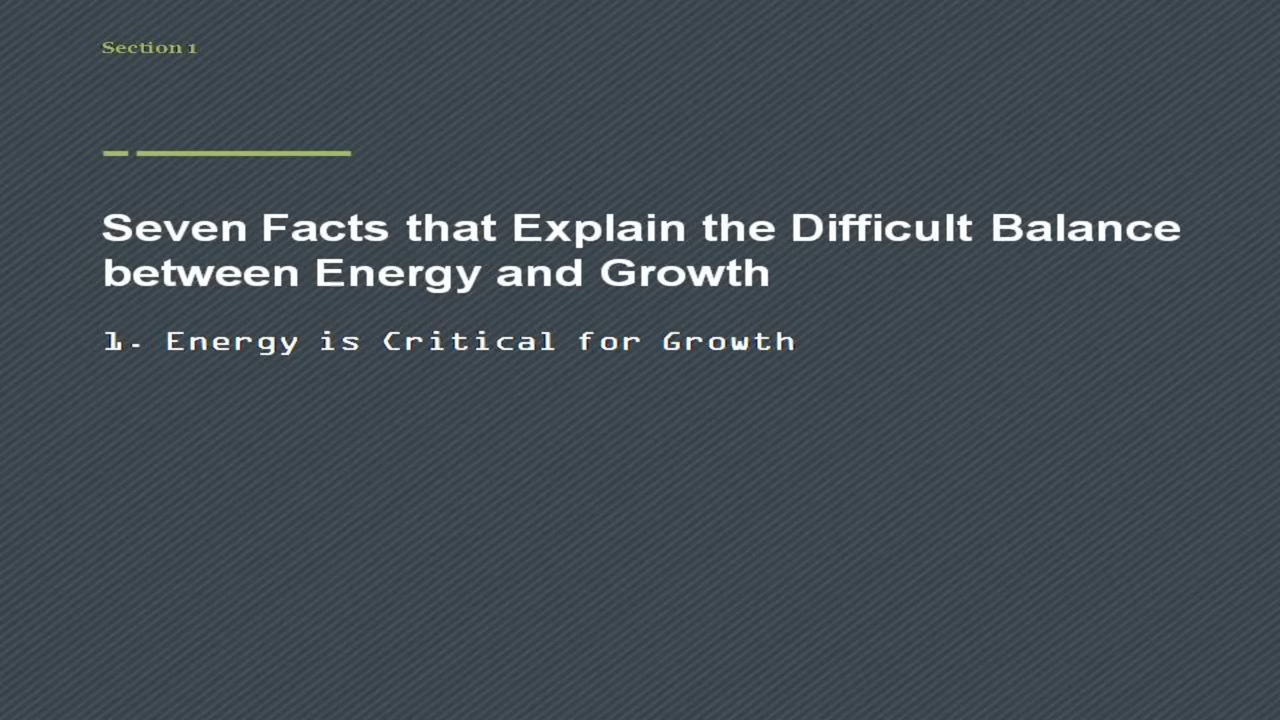 Section 1
Seven Facts that Explain the Difficult Balance
between Energy and Growth
1. Energy is Critical for Growth